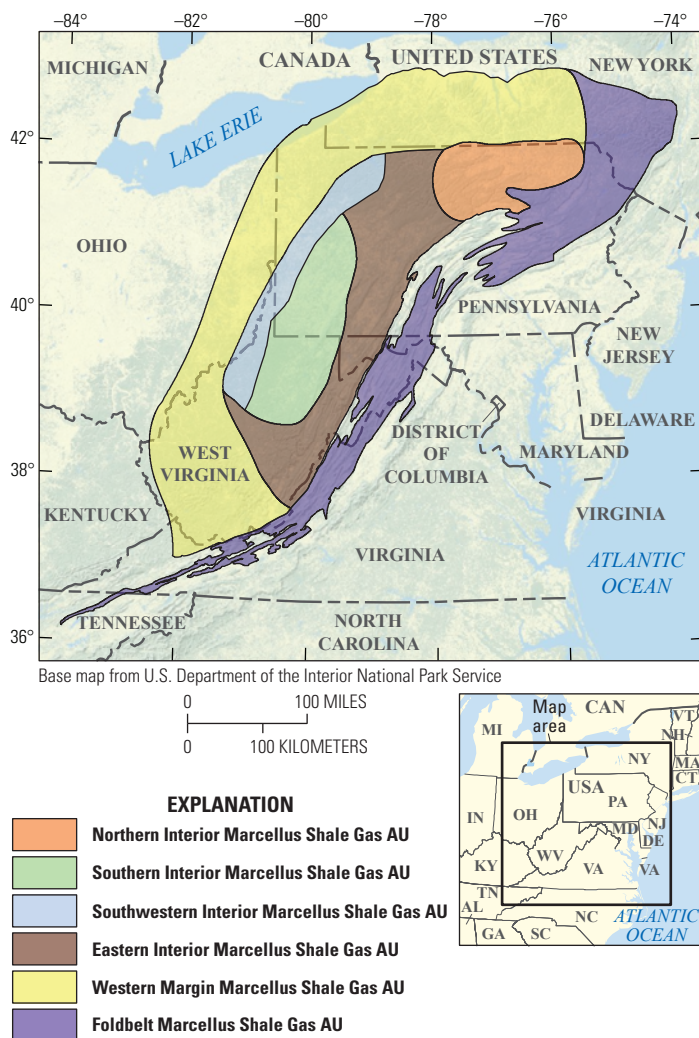 −84°
−82°
−80°
−78°
−76°
−74°
MICHIGAN
CANADA
UNITED STATES
NEW YORK
42°
LAKE ERIE
OHIO
40°
PENNSYLVANIA
NEW
JERSEY
38°
WEST
VIRGINIA
DISTRICT
OF
COLUMBIA
DELAWARE
MARYLAND
KENTUCKY
VIRGINIA
VIRGINIA
ATLANTIC
OCEAN
36°
TENNESSEE
NORTH
CAROLINA
Base map from U.S. Department of the Interior National Park Service
0 100 MILES
0 100 KILOMETERS
Map
area
CAN
MI
VT
NH
NY
MA
CT
USA
PA
IN
OH
NJ
MD
DE
WV
KY
VA
VA
TN
NC
AL
GA
SC
ATLANTIC
OCEAN
EXPLANATION
Northern Interior Marcellus Shale Gas AU
Southern Interior Marcellus Shale Gas AU
Southwestern Interior Marcellus Shale Gas AU
Eastern Interior Marcellus Shale Gas AU
Western Margin Marcellus Shale Gas AU
Foldbelt Marcellus Shale Gas AU